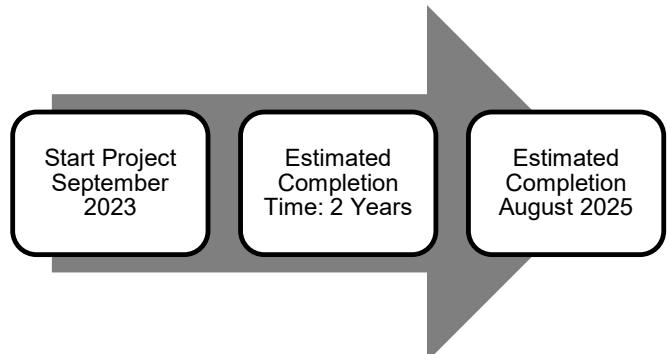 Start Project
September
2023
Estimated
Completion
Time: 2 Years
Estimated
Completion
August 2025